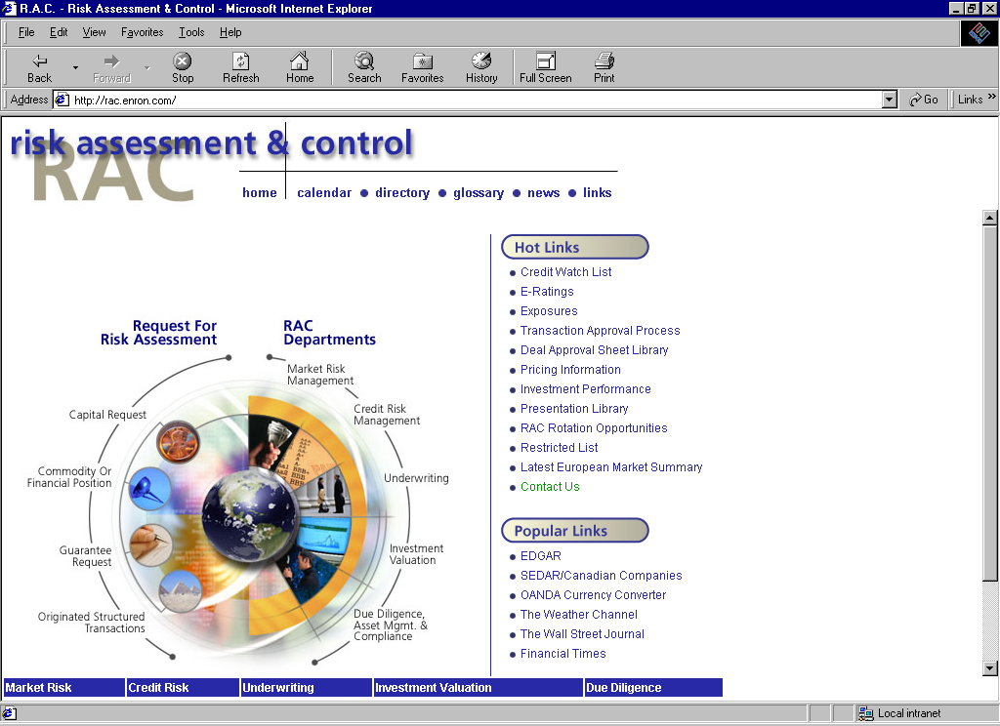 R.A.C. - Risk Assessment & Control - Microsoft Internet Explorer
File Edit View Favorites Tools Help
Back Forward Stop Refresh Home Search Favorites History Full Screen Print
Address http://rac.enron.com/ Go Links »
risk assessment & control
RAC
home calendar directory glossary news links
Request For
Risk Assessment
Capital Request
Commodity Or
Financial Position
Guarantee
Request
Originated Structured
Transactions
RAC
Departments
Market Risk
Management
Credit Risk
Management
Underwriting
Investment
Valuation
Due Diligence,
Asset Mgmt. &
Compliance
Hot Links
Credit Watch List
E-Ratings
Exposures
Transaction Approval Process
Deal Approval Sheet Library
Pricing Information
Investment Performance
Presentation Library
RAC Rotation Opportunities
Restricted List
Latest European Market Summary
Contact Us
Popular Links
EDGAR
SEDAR/Canadian Companies
OANDA Currency Converter
The Weather Channel
The Wall Street Journal
Financial Times
Market Risk Credit Risk Underwriting Investment Valuation Due Diligence
Local intranet